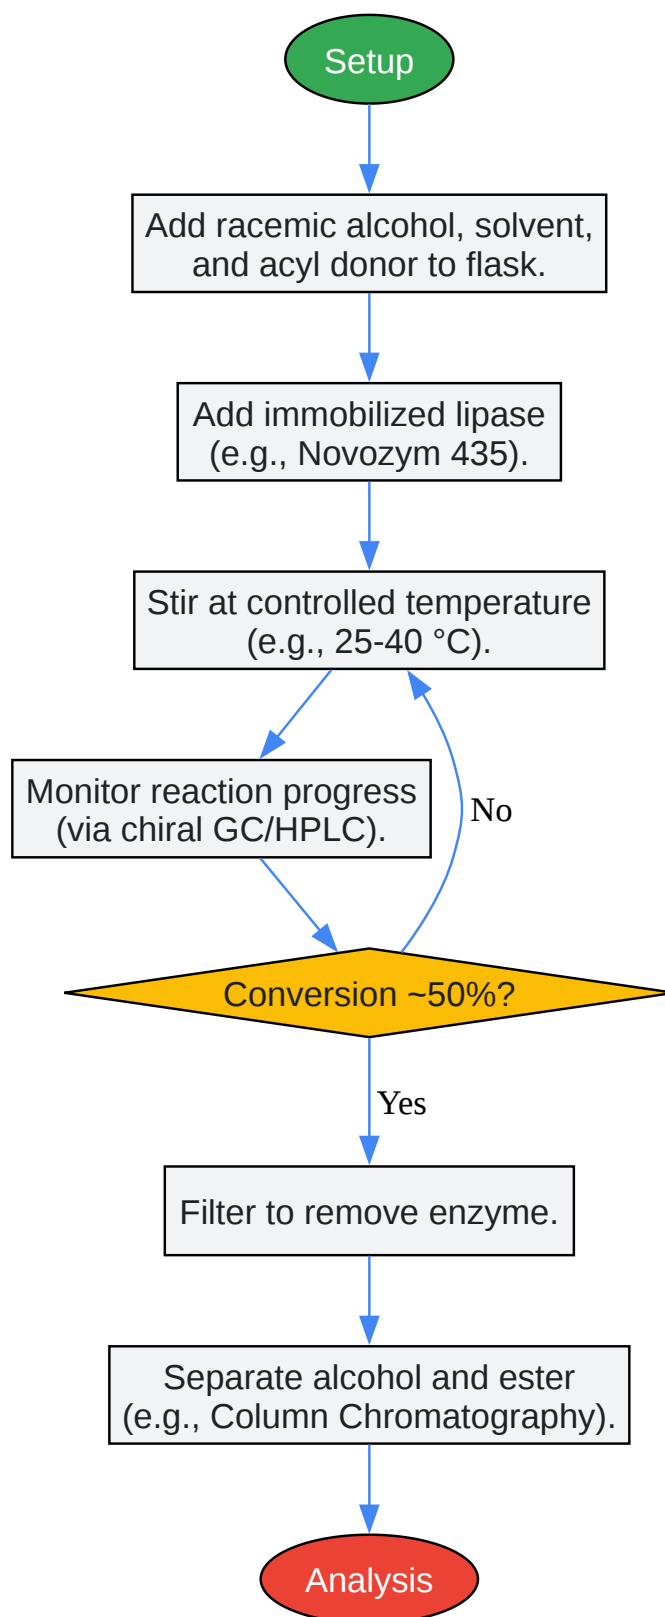 Setup
Add racemic alcohol, solvent,
and acyl donor to flask.
Add immobilized lipase
(e.g., Novozym 435).
Stir at controlled temperature
(e.g., 25-40 °C).
Monitor reaction progress
(via chiral GC/HPLC).
No
Conversion ~50%?
Yes
Filter to remove enzyme.
Separate alcohol and ester
(e.g., Column Chromatography).
Analysis